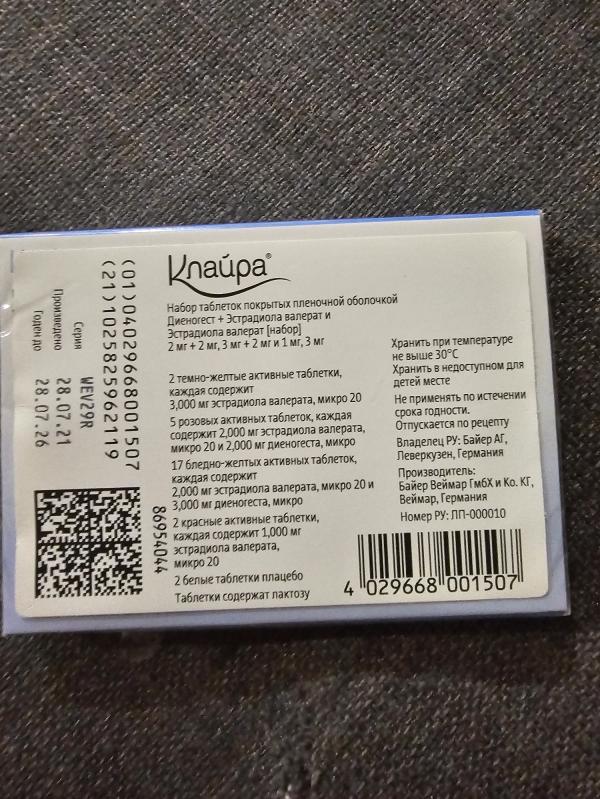 Клайра®
Набор таблеток покрытых пленочной оболочкой
Диеногест + Эстрадиола валерат и
Эстрадиола валерат [набор]
2 мг + 2 мг, 3 мг + 2 мг и 1 мг, 3 мг
2 темно-желтые активные таблетки,
каждая содержит
3,000 мг эстрадиола валерата, микро 20
5 розовых активных таблеток, каждая
содержит 2,000 мг эстрадиола валерата,
микро 20 и 2,000 мг диеногеста, микро
17 бледно-желтых активных таблеток,
каждая содержит
2,000 мг эстрадиола валерата, микро 20 и
3,000 мг диеногеста, микро
2 красные активные таблетки,
каждая содержит 1,000 мг
эстрадиола валерата,
микро 20
2 белые таблетки плацебо
Таблетки содержат лактозу
Хранить при температуре
не выше 30°C
Хранить в недоступном для
детей месте
Не применять по истечении
срока годности.
Отпускается по рецепту
Владелец РУ: Байер АГ,
Леверкузен, Германия
Производитель:
Байер Веймар ГмбХ и Ко. КГ,
Веймар, Германия
Номер РУ: ЛП-000010
4 029668 001507
86954044
(01)04029668001507
(21)1025825962119
Серия WEV29R
Произведено 28.07.21
Годен до 28.07.26